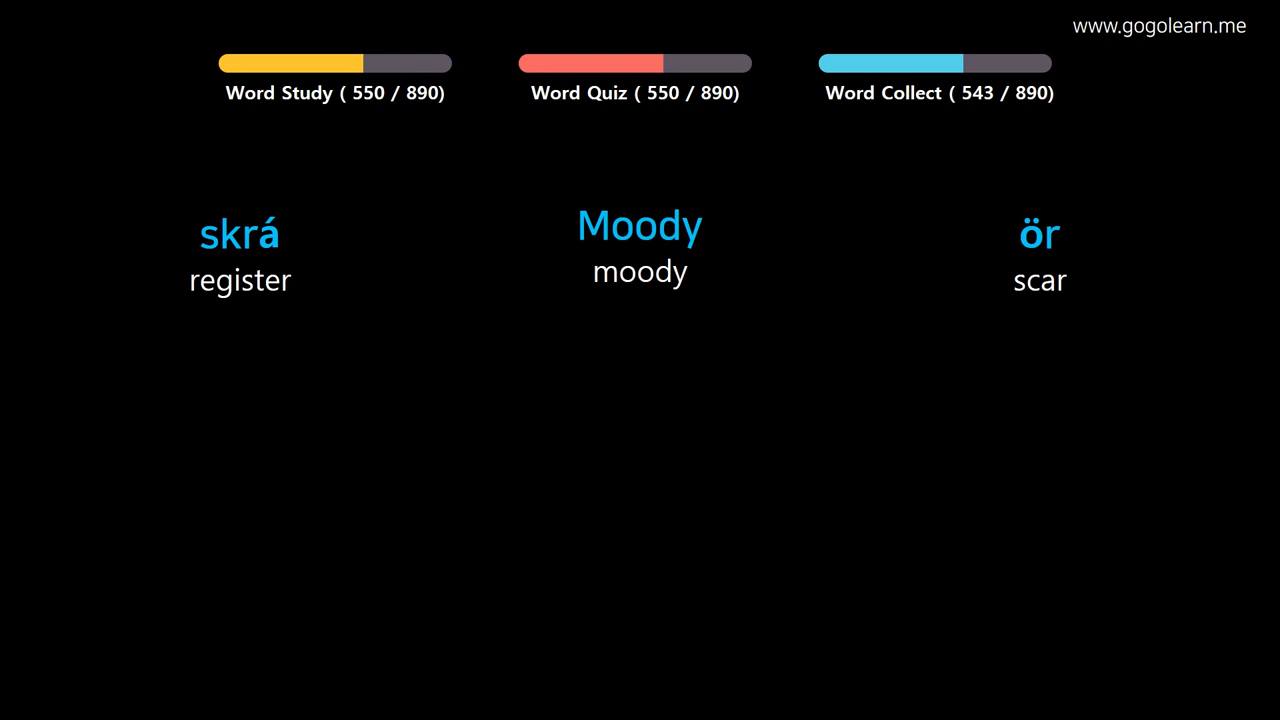 www.gogolearn.me
Word Study ( 550 / 890)
Word Quiz ( 550 / 890)
Word Collect ( 543 / 890)
skrá
register
Moody
moody
ör
scar